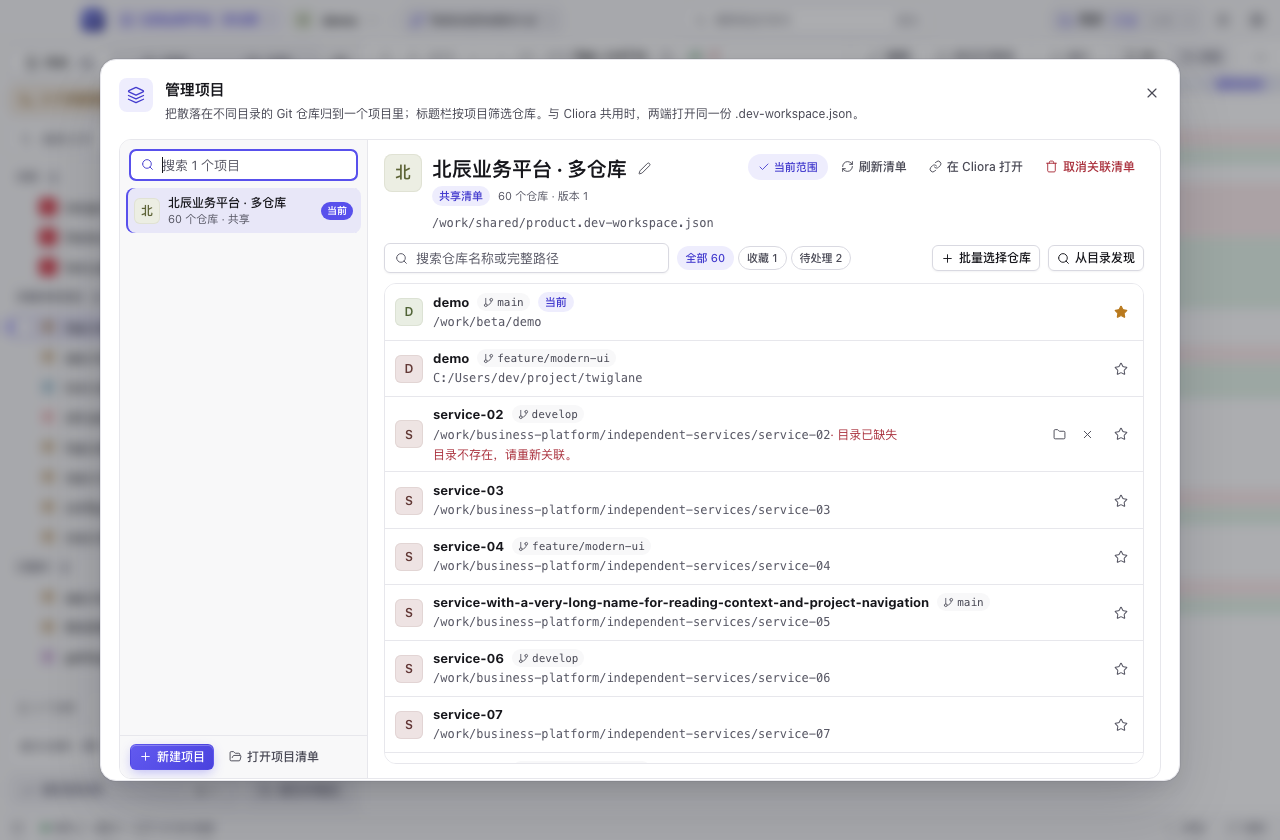 管理项目
把散落在不同目录的 Git 仓库归到一个项目里；标题栏按项目筛选仓库。与 Cliora 共用时，两端打开同一份 .dev-workspace.json。
搜索 1 个项目
北 北辰业务平台 · 多仓库
60 个仓库 · 共享
当前
新建项目 打开项目清单
北 北辰业务平台 · 多仓库
当前范围 刷新清单 在 Cliora 打开 取消关联清单
共享清单 60 个仓库 · 版本 1
/work/shared/product.dev-workspace.json
搜索仓库名称或完整路径 全部 60 收藏 1 待处理 2 批量选择仓库 从目录发现
D demo main 当前
/work/beta/demo
D demo feature/modern-ui
C:/Users/dev/project/twiglane
S service-02 develop
/work/business-platform/independent-services/service-02· 目录已缺失
目录不存在，请重新关联。
S service-03
/work/business-platform/independent-services/service-03
S service-04 feature/modern-ui
/work/business-platform/independent-services/service-04
S service-with-a-very-long-name-for-reading-context-and-project-navigation main
/work/business-platform/independent-services/service-05
S service-06 develop
/work/business-platform/independent-services/service-06
S service-07
/work/business-platform/independent-services/service-07